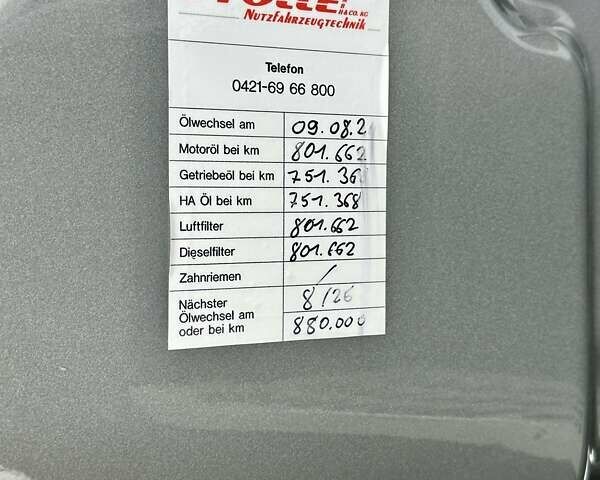 H & CO. KG
NUTZFAHRZEUGTECHNIK
Telefon
0421-69 66 800
Ölwechsel am 09.08.2
Motoröl bei km 801.662
Getriebeöl bei km 751.368
HA Öl bei km 751.368
Luftfilter 801.662
Dieselfilter 801.662
Zahnriemen /
Nächster 8/26
Ölwechsel am
oder bei km 880.000